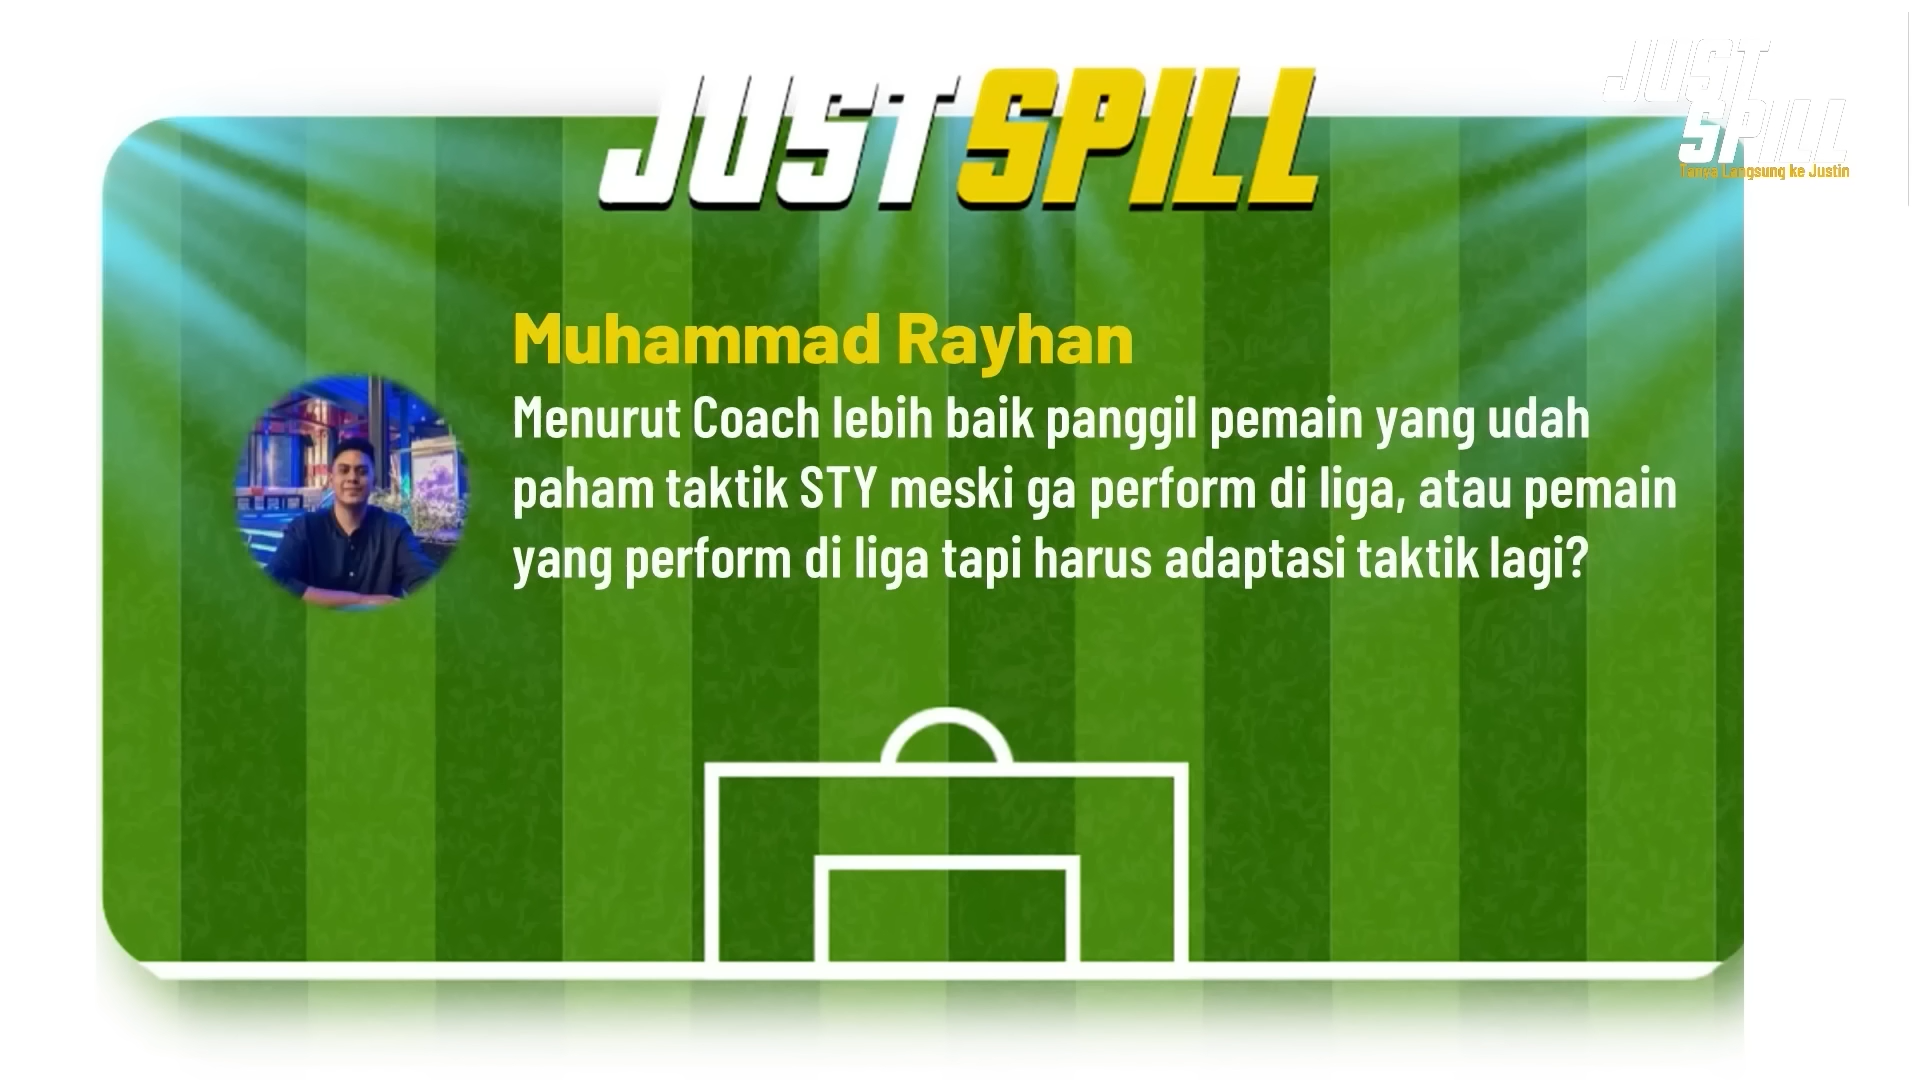 JUST SPILL
JUST
SPILL
Tanya Langsung ke Justin
Muhammad Rayhan
Menurut Coach lebih baik panggil pemain yang udah
paham taktik STY meski ga perform di liga, atau pemain
yang perform di liga tapi harus adaptasi taktik lagi?